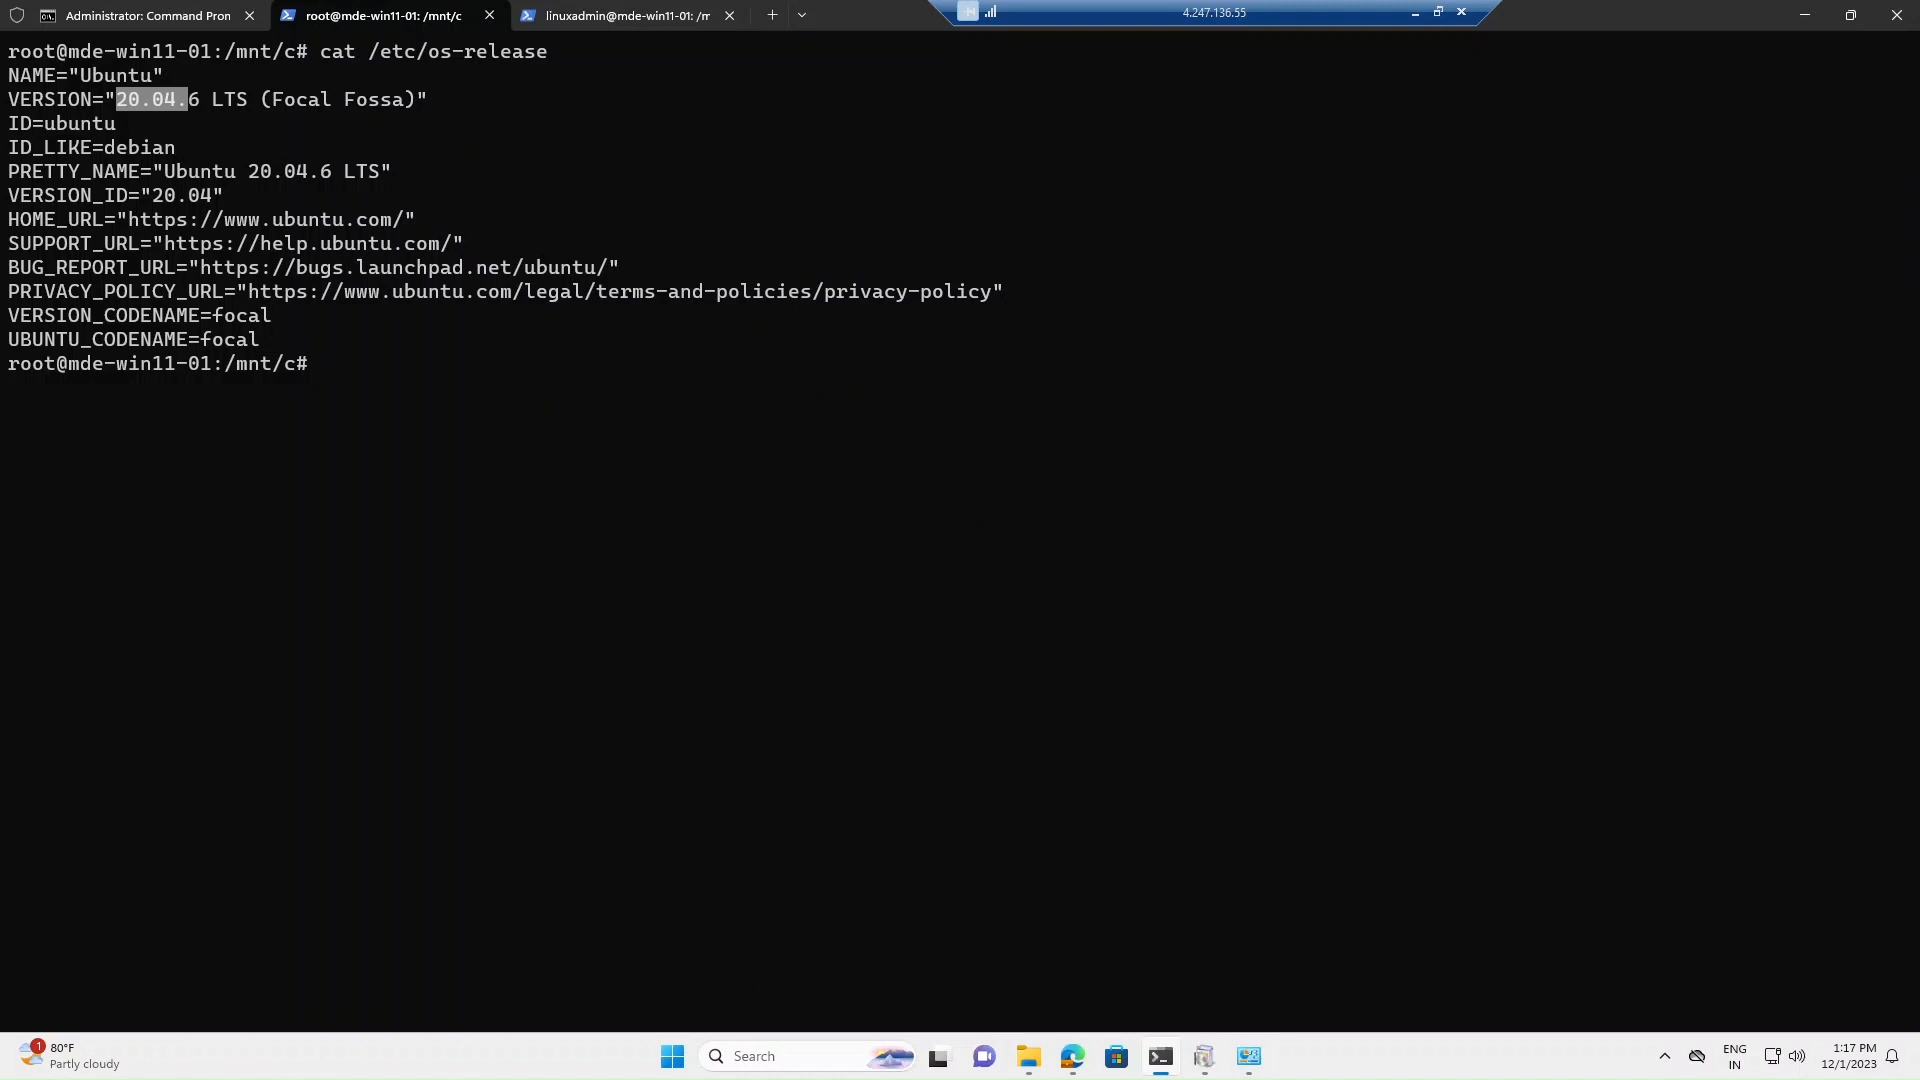 Administrator: Command Pron
root@mde-win11-01: /mnt/c
linuxadmin@mde-win11-01: /m
4.247.136.55
root@mde-win11-01:/mnt/c# cat /etc/os-release
NAME="Ubuntu"
VERSION="20.04.6 LTS (Focal Fossa)"
ID=ubuntu
ID_LIKE=debian
PRETTY_NAME="Ubuntu 20.04.6 LTS"
VERSION_ID="20.04"
HOME_URL="https://www.ubuntu.com/"
SUPPORT_URL="https://help.ubuntu.com/"
BUG_REPORT_URL="https://bugs.launchpad.net/ubuntu/"
PRIVACY_POLICY_URL="https://www.ubuntu.com/legal/terms-and-policies/privacy-policy"
VERSION_CODENAME=focal
UBUNTU_CODENAME=focal
root@mde-win11-01:/mnt/c#
1
80°F
Partly cloudy
Search
ENG
IN
1:17 PM
12/1/2023